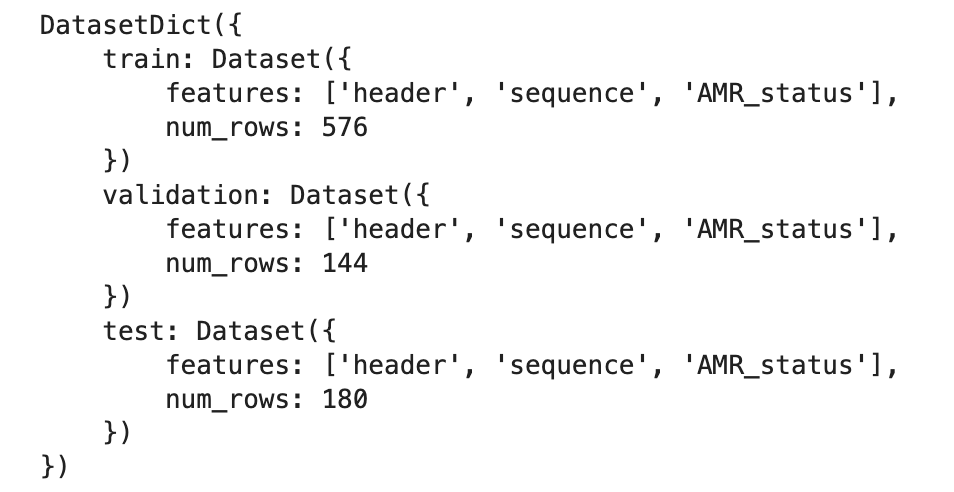 DatasetDict({
    train: Dataset({
        features: ['header', 'sequence', 'AMR_status'],
        num_rows: 576
    })
    validation: Dataset({
        features: ['header', 'sequence', 'AMR_status'],
        num_rows: 144
    })
    test: Dataset({
        features: ['header', 'sequence', 'AMR_status'],
        num_rows: 180
    })
})